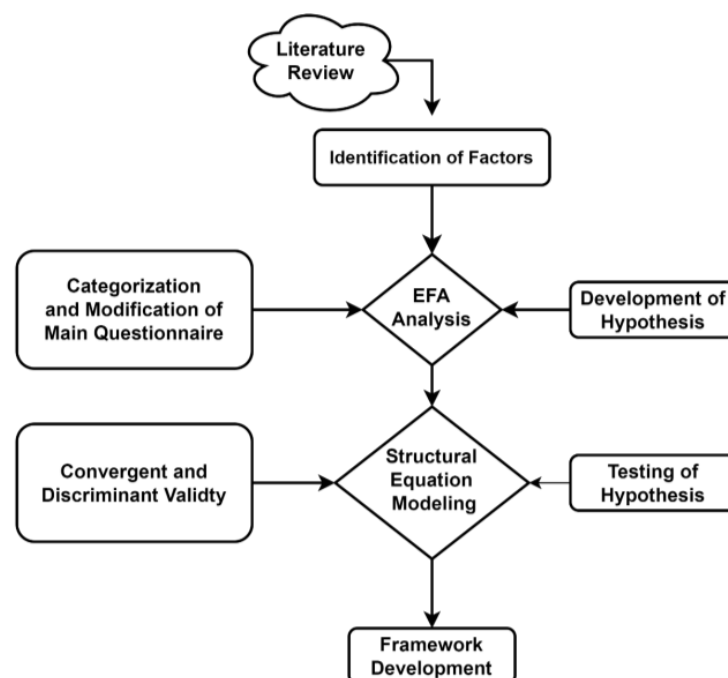 Literature
Review
Identification of Factors
Categorization
and Modification of
Main Questionnaire
EFA
Analysis
Development of
Hypothesis
Convergent and
Discriminant Validty
Structural
Equation
Modeling
Testing of
Hypothesis
Framework
Development